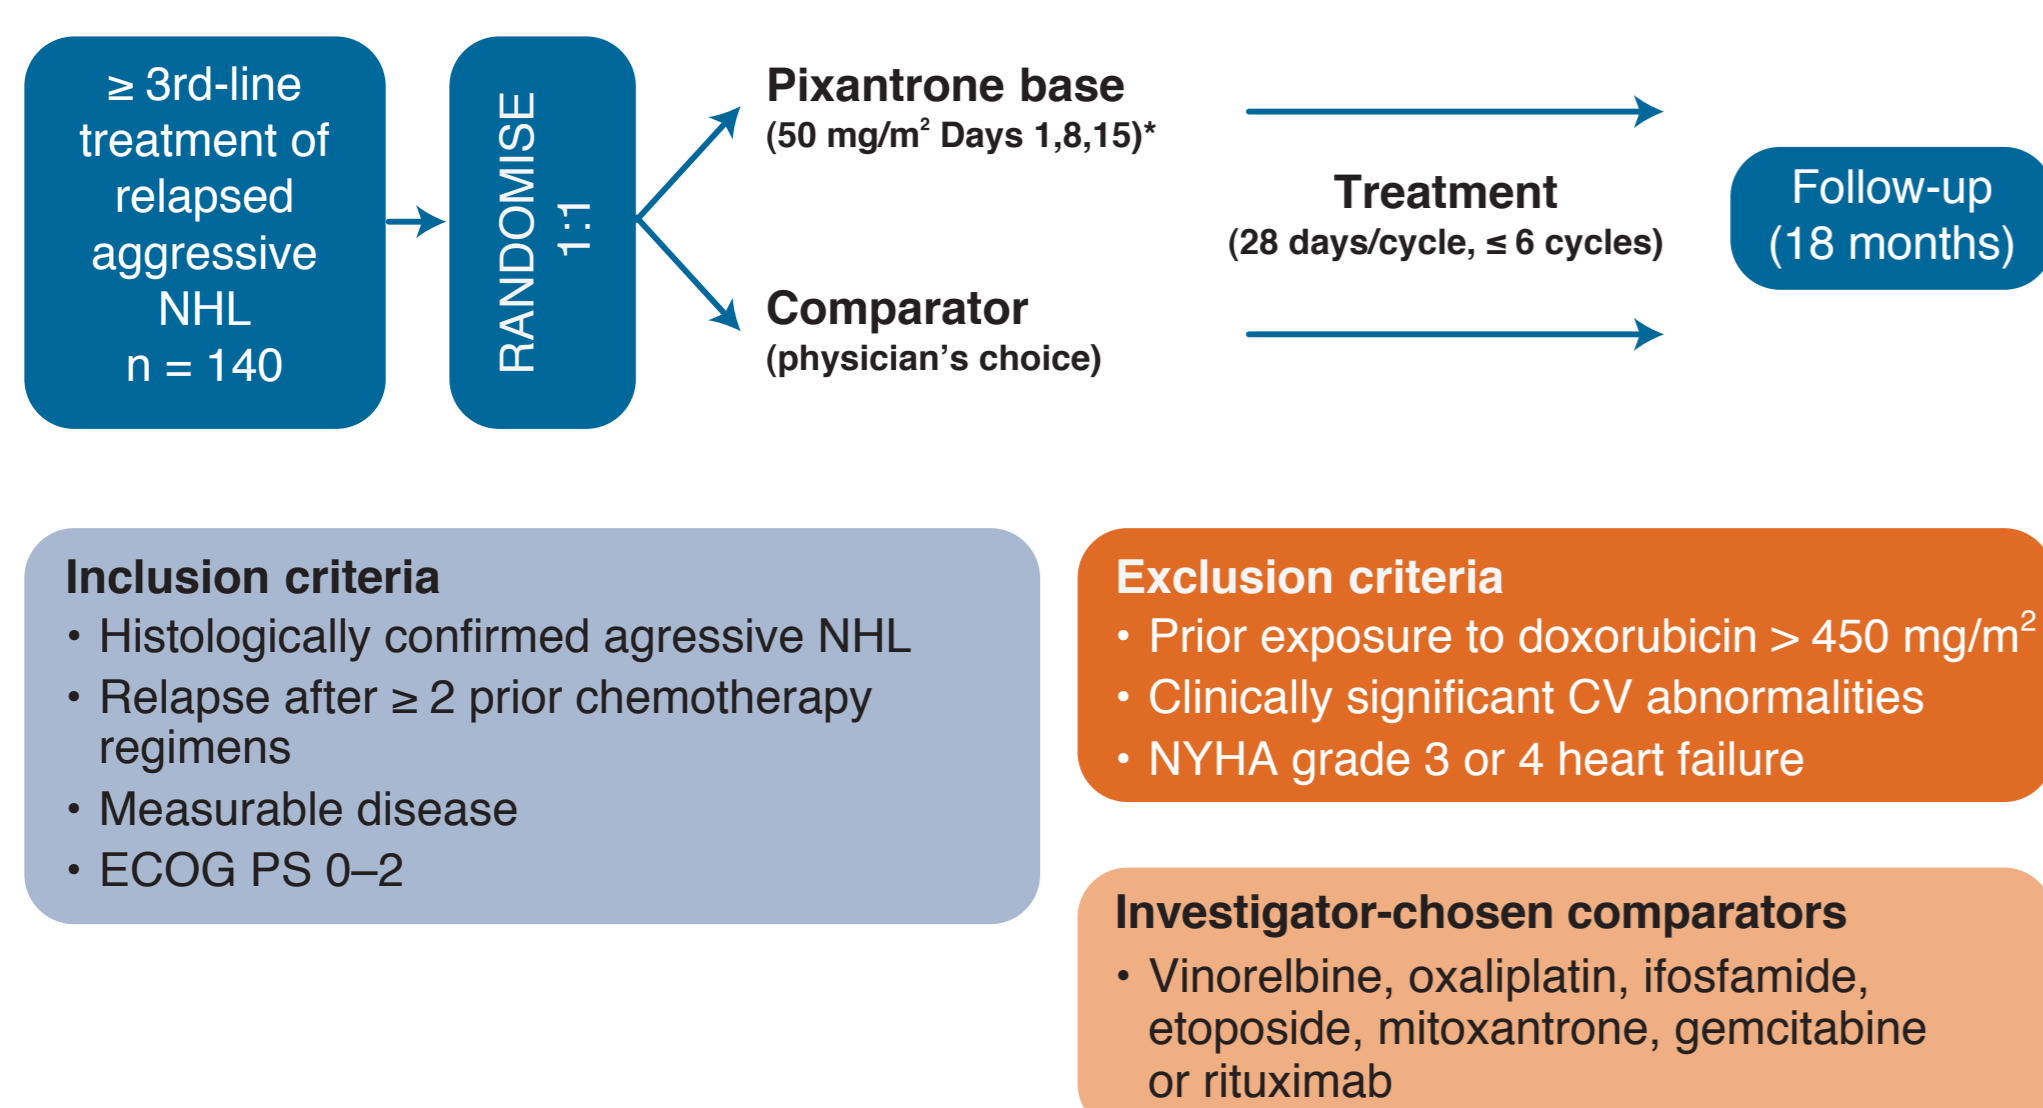 ≥ 3rd-line
treatment of
relapsed
aggressive
NHL
n = 140
RANDOMISE
1:1
Pixantrone base
(50 mg/m² Days 1,8,15)*
Comparator
(physician’s choice)
Treatment
(28 days/cycle, ≤ 6 cycles)
Follow-up
(18 months)
Inclusion criteria
• Histologically confirmed agressive NHL
• Relapse after ≥ 2 prior chemotherapy
regimens
• Measurable disease
• ECOG PS 0–2
Exclusion criteria
• Prior exposure to doxorubicin > 450 mg/m²
• Clinically significant CV abnormalities
• NYHA grade 3 or 4 heart failure
Investigator-chosen comparators
• Vinorelbine, oxaliplatin, ifosfamide,
etoposide, mitoxantrone, gemcitabine
or rituximab